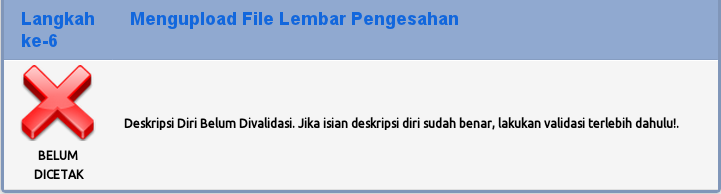 Langkah ke-6
Mengupload File Lembar Pengesahan
Deskripsi Diri Belum Divalidasi. Jika isian deskripsi diri sudah benar, lakukan validasi terlebih dahulu!.
BELUM
DICETAK